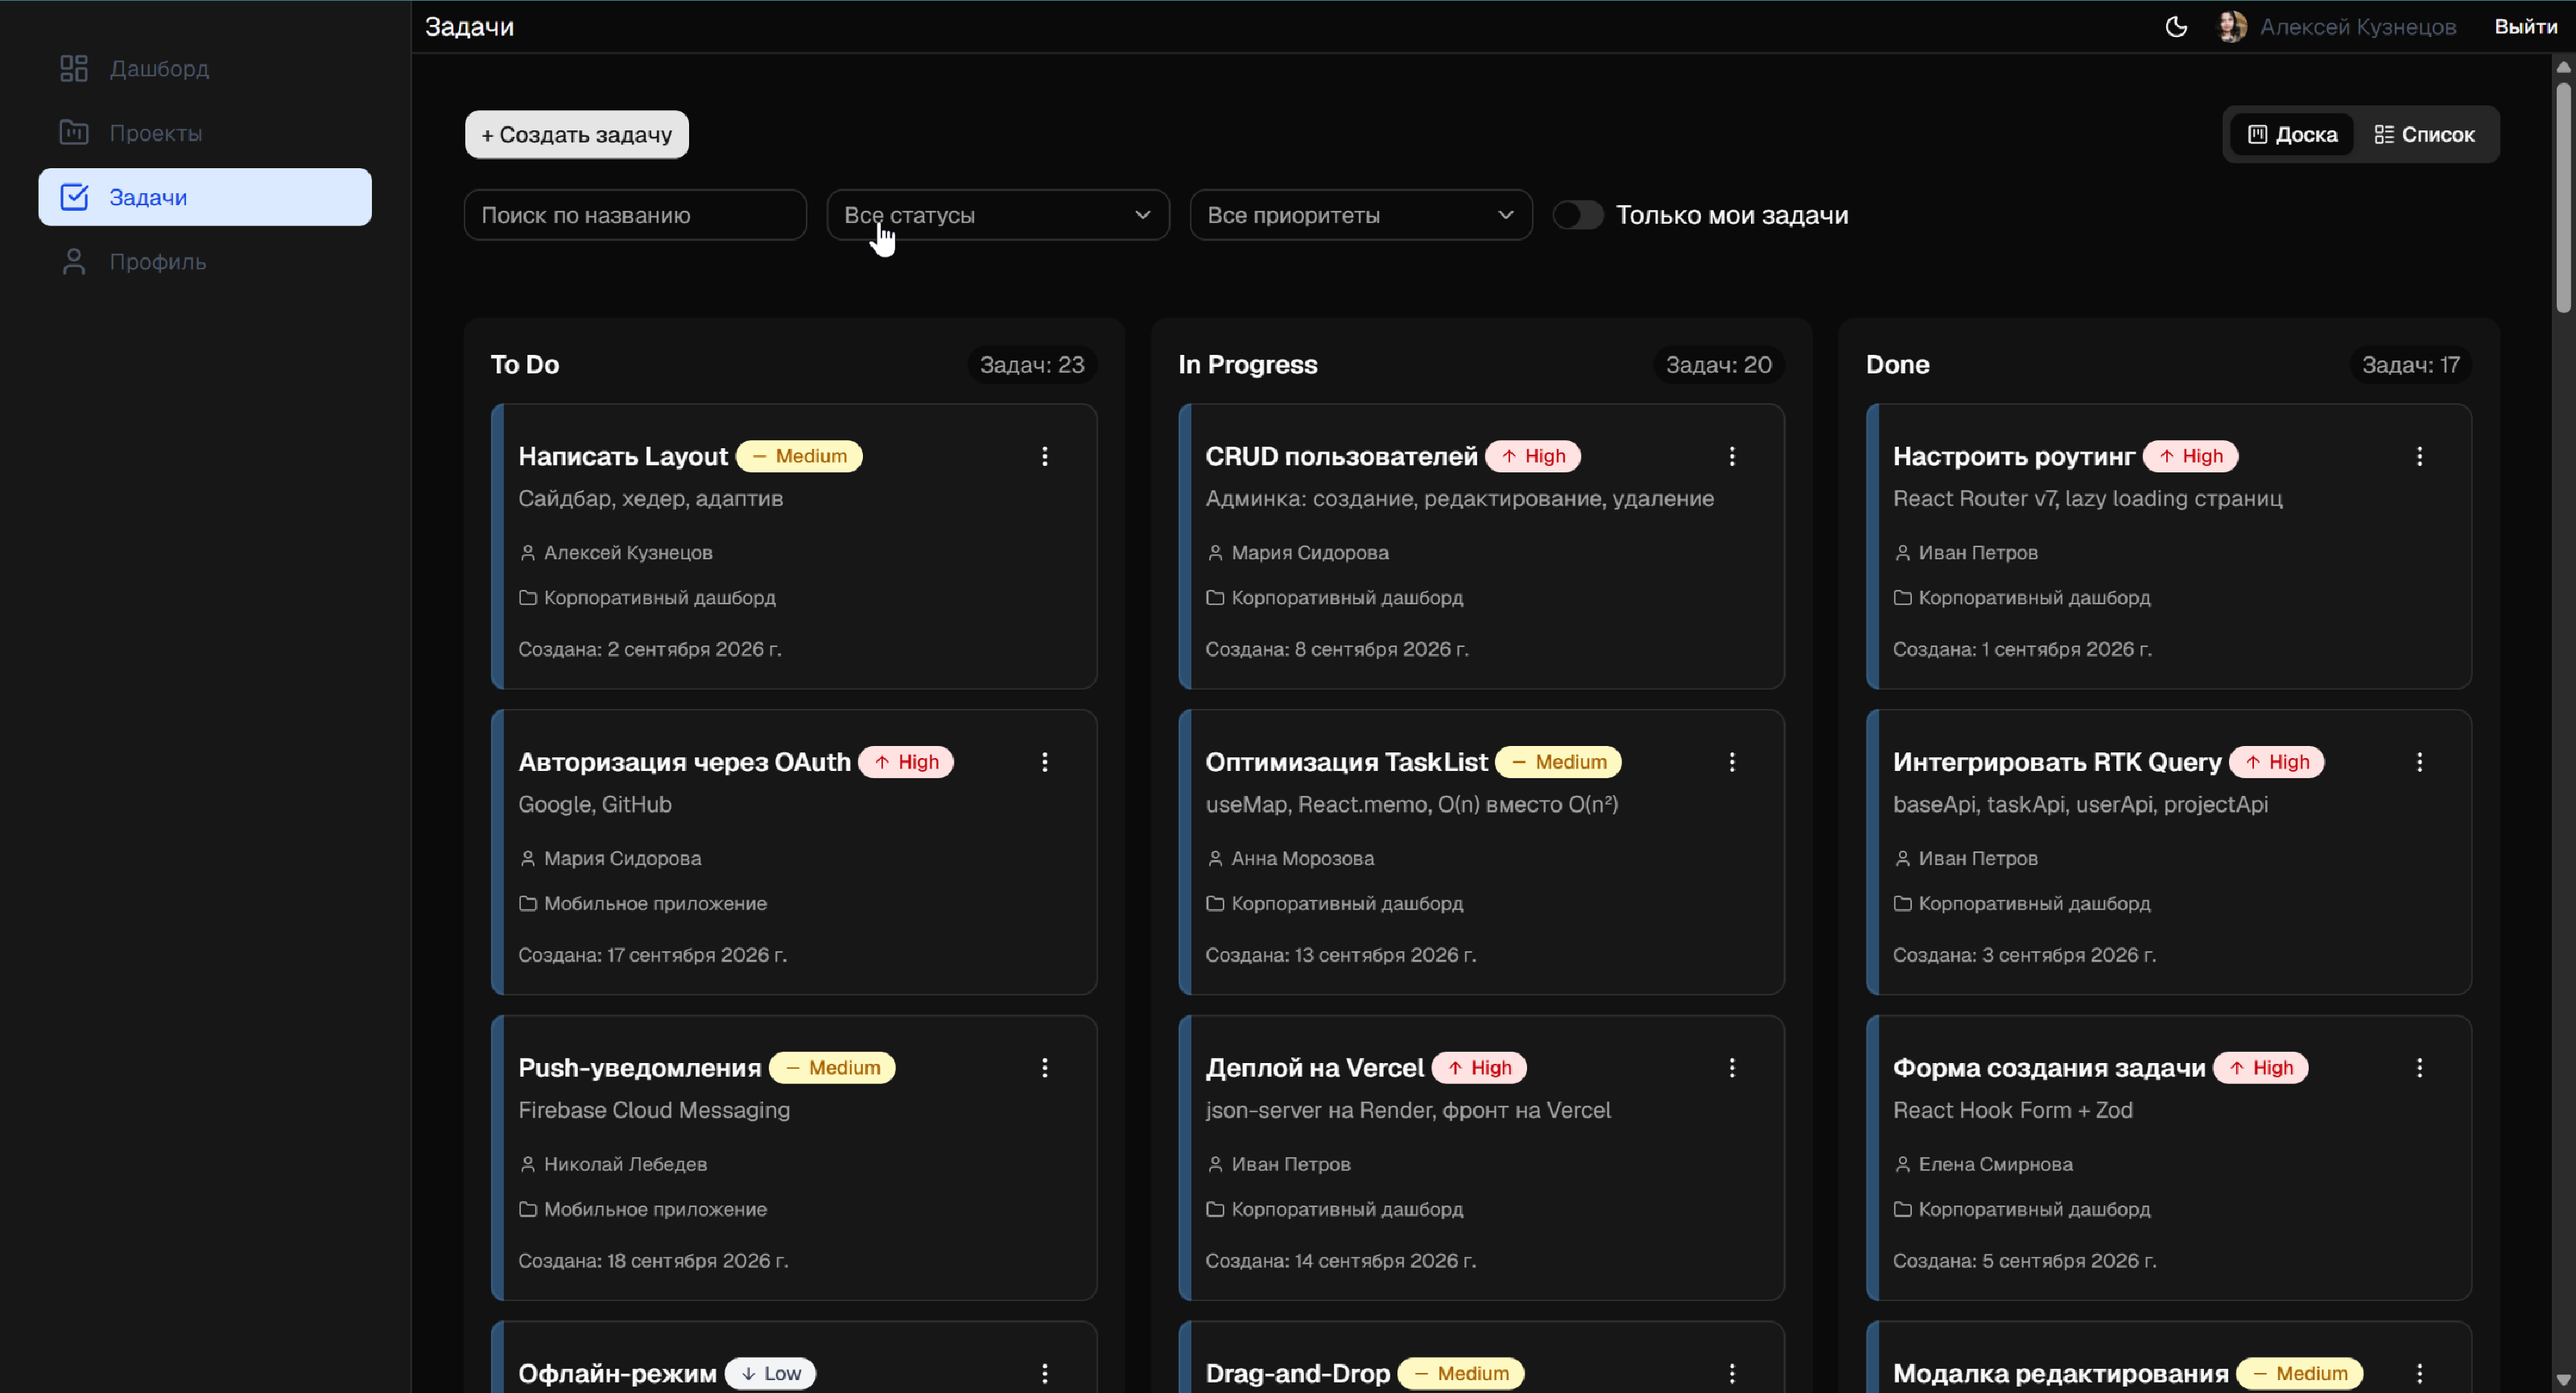 Задачи
Алексей Кузнецов
Выйти
Дашборд
Проекты
Задачи
Профиль
+ Создать задачу
Доска
Список
Поиск по названию
Все статусы
Все приоритеты
Только мои задачи
To Do
Задач: 23
Написать Layout
Medium
Сайдбар, хедер, адаптив
Алексей Кузнецов
Корпоративный дашборд
Создана: 2 сентября 2026 г.
Авторизация через OAuth
High
Google, GitHub
Мария Сидорова
Мобильное приложение
Создана: 17 сентября 2026 г.
Push-уведомления
Medium
Firebase Cloud Messaging
Николай Лебедев
Мобильное приложение
Создана: 18 сентября 2026 г.
Офлайн-режим
Low
In Progress
Задач: 20
CRUD пользователей
High
Админка: создание, редактирование, удаление
Мария Сидорова
Корпоративный дашборд
Создана: 8 сентября 2026 г.
Оптимизация TaskList
Medium
useMap, React.memo, O(n) вместо O(n²)
Анна Морозова
Корпоративный дашборд
Создана: 13 сентября 2026 г.
Деплой на Vercel
High
json-server на Render, фронт на Vercel
Иван Петров
Корпоративный дашборд
Создана: 14 сентября 2026 г.
Drag-and-Drop
Medium
Done
Задач: 17
Настроить роутинг
High
React Router v7, lazy loading страниц
Иван Петров
Корпоративный дашборд
Создана: 1 сентября 2026 г.
Интегрировать RTK Query
High
baseApi, taskApi, userApi, projectApi
Иван Петров
Корпоративный дашборд
Создана: 3 сентября 2026 г.
Форма создания задачи
High
React Hook Form + Zod
Елена Смирнова
Корпоративный дашборд
Создана: 5 сентября 2026 г.
Модалка редактирования
Medium